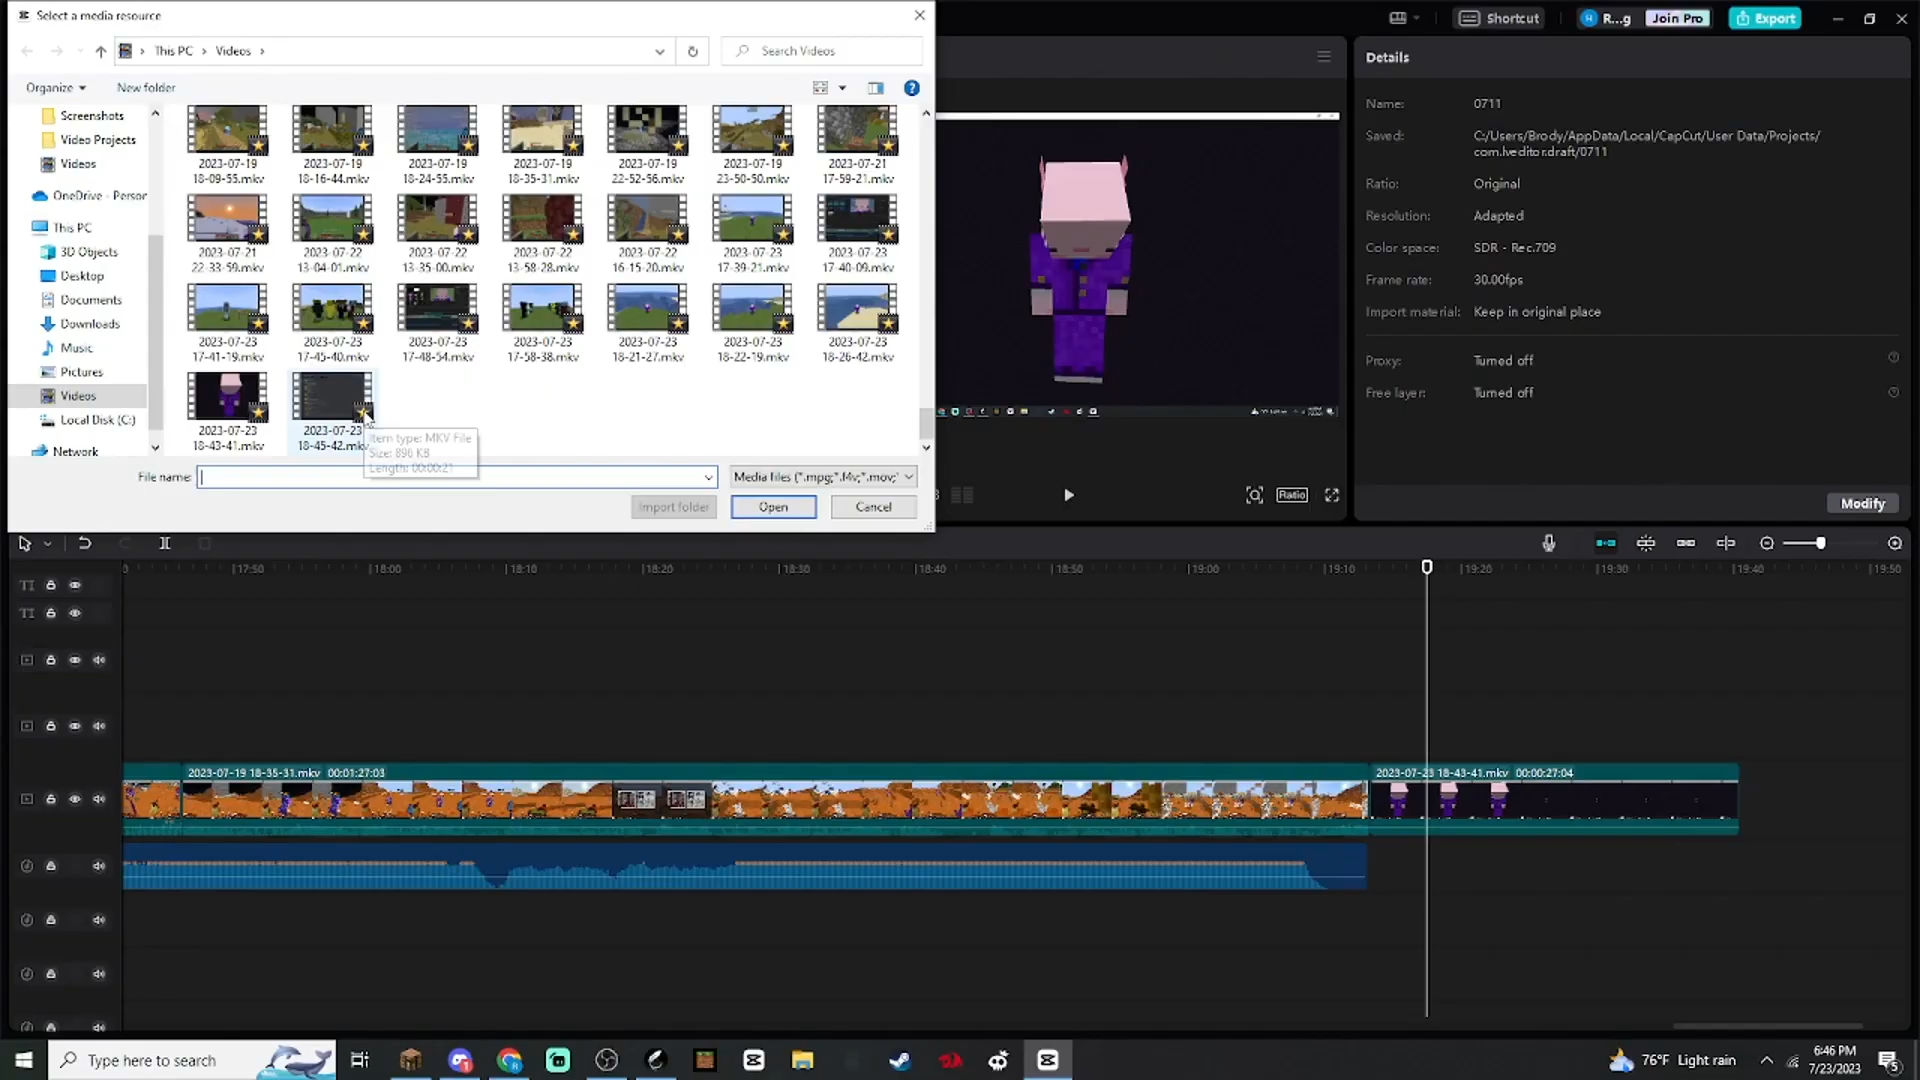 Select a media resource
This PC
Videos
Search Videos
Organize
New folder
Screenshots
Video Projects
Videos
OneDrive - Person
This PC
3D Objects
Desktop
Documents
Downloads
Music
Pictures
Videos
Local Disk (C:)
Network
2023-07-19 18-09-55.mkv
2023-07-19 18-16-44.mkv
2023-07-19 18-24-55.mkv
2023-07-19 18-35-31.mkv
2023-07-19 22-52-56.mkv
2023-07-19 23-50-50.mkv
2023-07-21 17-59-21.mkv
2023-07-21 22-33-59.mkv
2023-07-22 13-04-01.mkv
2023-07-22 13-35-00.mkv
2023-07-22 13-58-28.mkv
2023-07-22 16-15-20.mkv
2023-07-23 17-39-21.mkv
2023-07-23 17-40-09.mkv
2023-07-23 17-41-19.mkv
2023-07-23 17-45-40.mkv
2023-07-23 17-48-54.mkv
2023-07-23 17-58-38.mkv
2023-07-23 18-21-27.mkv
2023-07-23 18-22-19.mkv
2023-07-23 18-26-42.mkv
2023-07-23 18-43-41.mkv
2023-07-23 18-45-42.mkv
Item type: MKV File
Size: 896 KB
Length: 00:00:21
File name:
Media files (*.mpg;*.f4v;*.mov;
Import folder
Open
Cancel
Shortcut
R...g
Join Pro
Export
Details
Name: 0711
Saved: C:/Users/Brody/AppData/Local/CapCut/User Data/Projects/
com.lveditor.draft/0711
Ratio: Original
Resolution: Adapted
Color space: SDR - Rec.709
Frame rate: 30.00fps
Import material: Keep in original place
Proxy: Turned off
Free layer: Turned off
Modify
Ratio
17:50
18:00
18:10
18:20
18:30
18:40
18:50
19:00
19:10
19:20
19:30
19:40
19:50
2023-07-19 18-35-31.mkv 00:01:27:03
2023-07-23 18-43-41.mkv 00:00:27:04
Type here to search
76°F Light rain
6:46 PM
7/23/2023
5